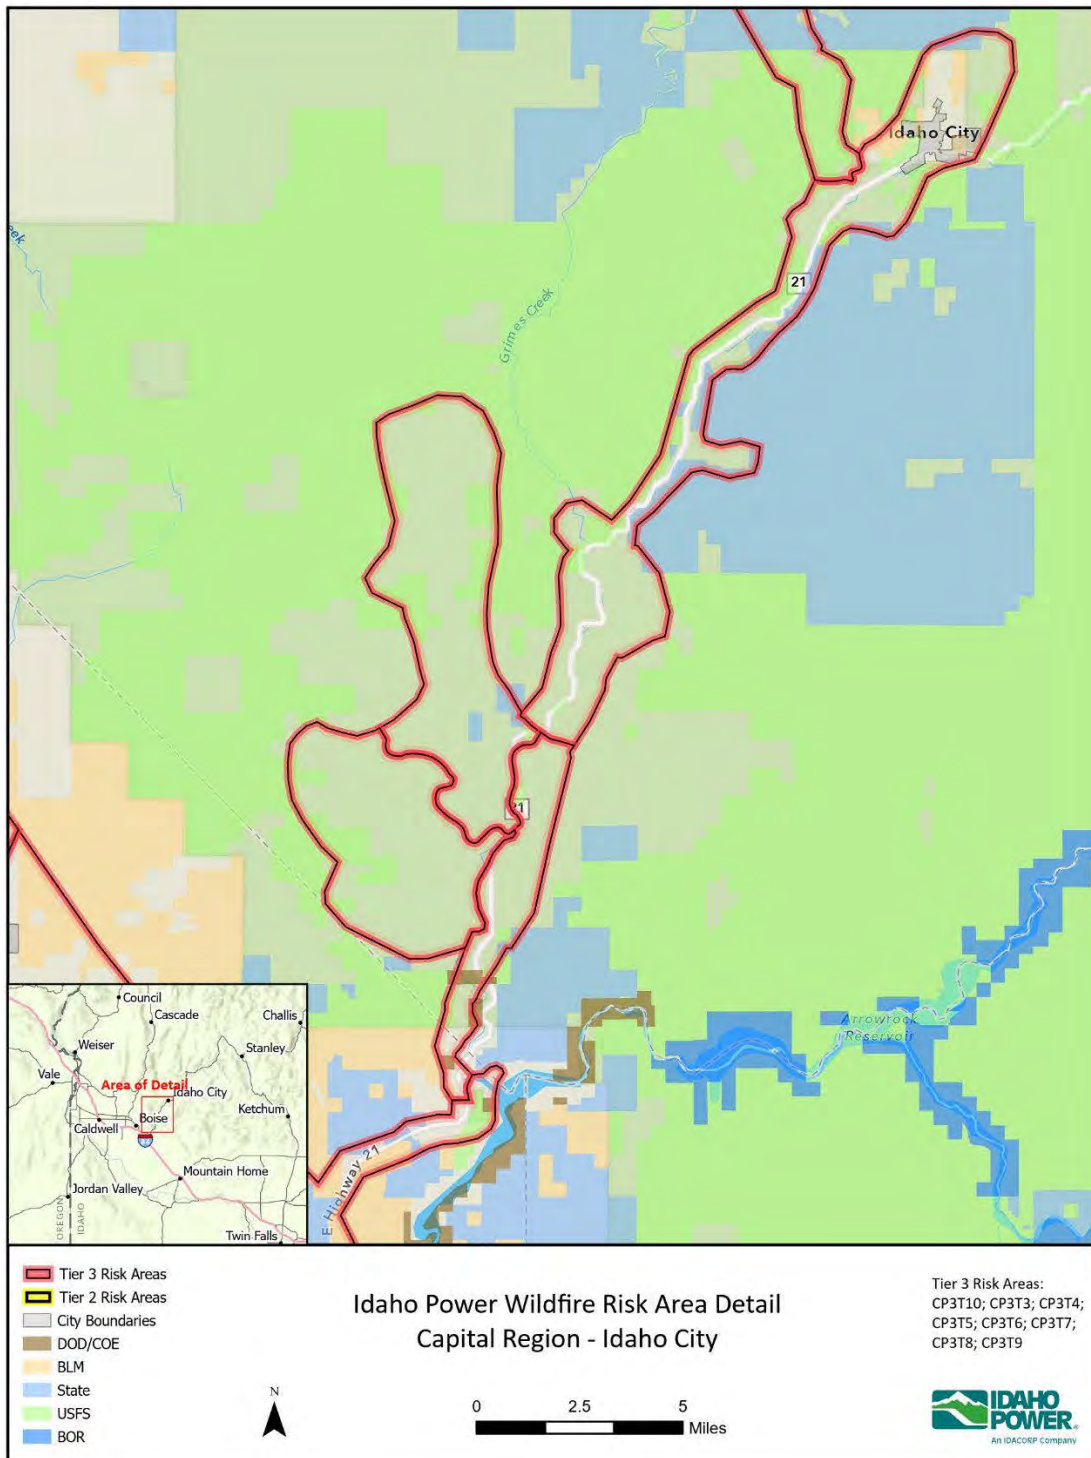 Idaho City
21
Grimes Creek
eek
21
Arrowrock
Reservoir
E Highway 21
Council
Cascade
Challis
Weiser
Stanley
Vale
Area of Detail
Idaho City
Ketchum
Boise
Caldwell
Mountain Home
Jordan Valley
OREGON
IDAHO
Twin Falls
Tier 3 Risk Areas
Tier 2 Risk Areas
City Boundaries
DOD/COE
BLM
State
USFS
BOR
Idaho Power Wildfire Risk Area Detail
Capital Region - Idaho City
N
0 2.5 5
Miles
Tier 3 Risk Areas:
CP3T10; CP3T3; CP3T4;
CP3T5; CP3T6; CP3T7;
CP3T8; CP3T9
IDAHO
POWER®
An IDACORP Company